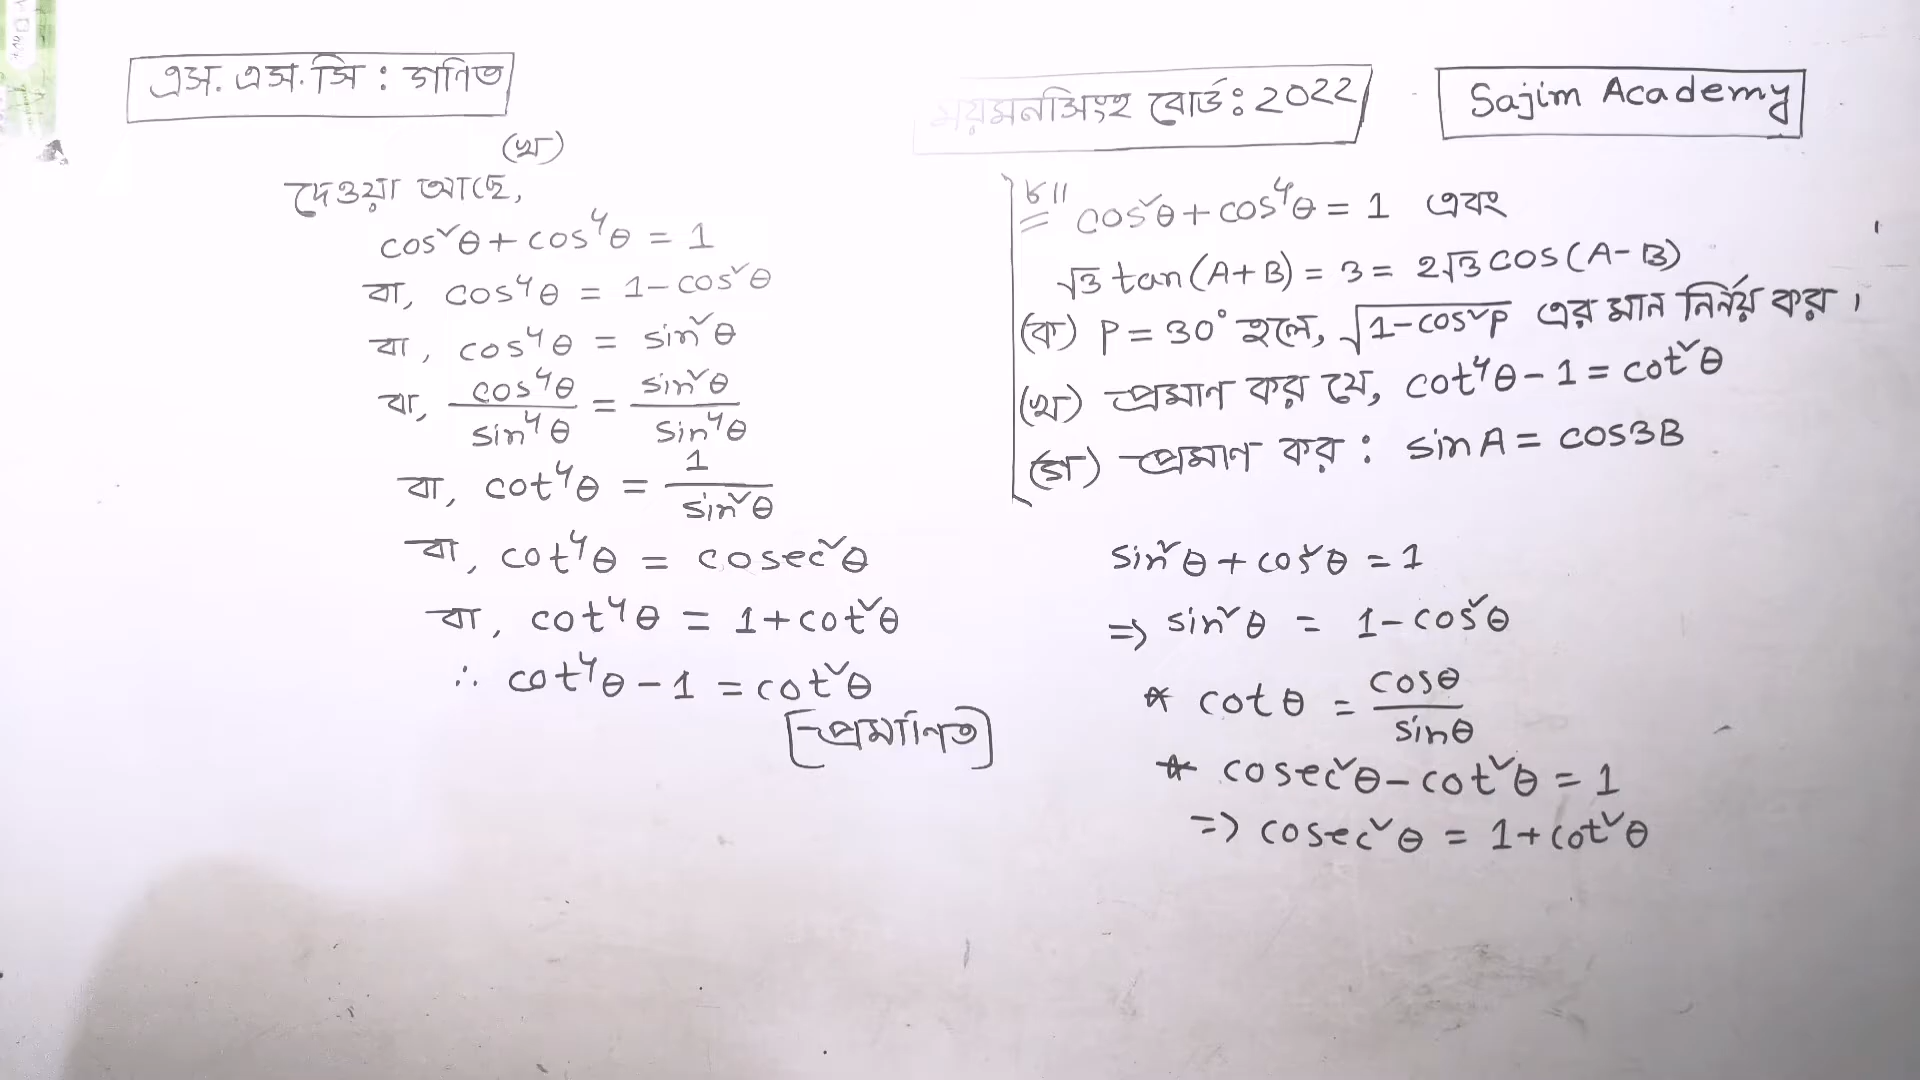 এস. এস. সি : গণিত
ময়মনসিংহ বোর্ড : 2022
Sajim Academy
(খ)
দেওয়া আছে,
cos²θ + cos⁴θ = 1
বা, cos⁴θ = 1 - cos²θ
বা, cos⁴θ = sin²θ
বা, cos⁴θ/sin⁴θ = sin²θ/sin⁴θ
বা, cot⁴θ = 1/sin²θ
বা, cot⁴θ = cosec²θ
বা, cot⁴θ = 1 + cot²θ
∴ cot⁴θ - 1 = cot²θ
[প্রমাণিত]
৮॥ cos²θ + cos⁴θ = 1 এবং
√3 tan(A+B) = 3 = 2√3 cos(A-B)
(ক) P = 30° হলে, √(1-cos²P) এর মান নির্নয় কর।
(খ) প্রমাণ কর যে, cot⁴θ - 1 = cot²θ
(গ) প্রমাণ কর : sin A = cos3B
sin²θ + cos²θ = 1
⇒ sin²θ = 1 - cos²θ
* cot θ = cosθ/sinθ
* cosec²θ - cot²θ = 1
⇒ cosec²θ = 1 + cot²θ